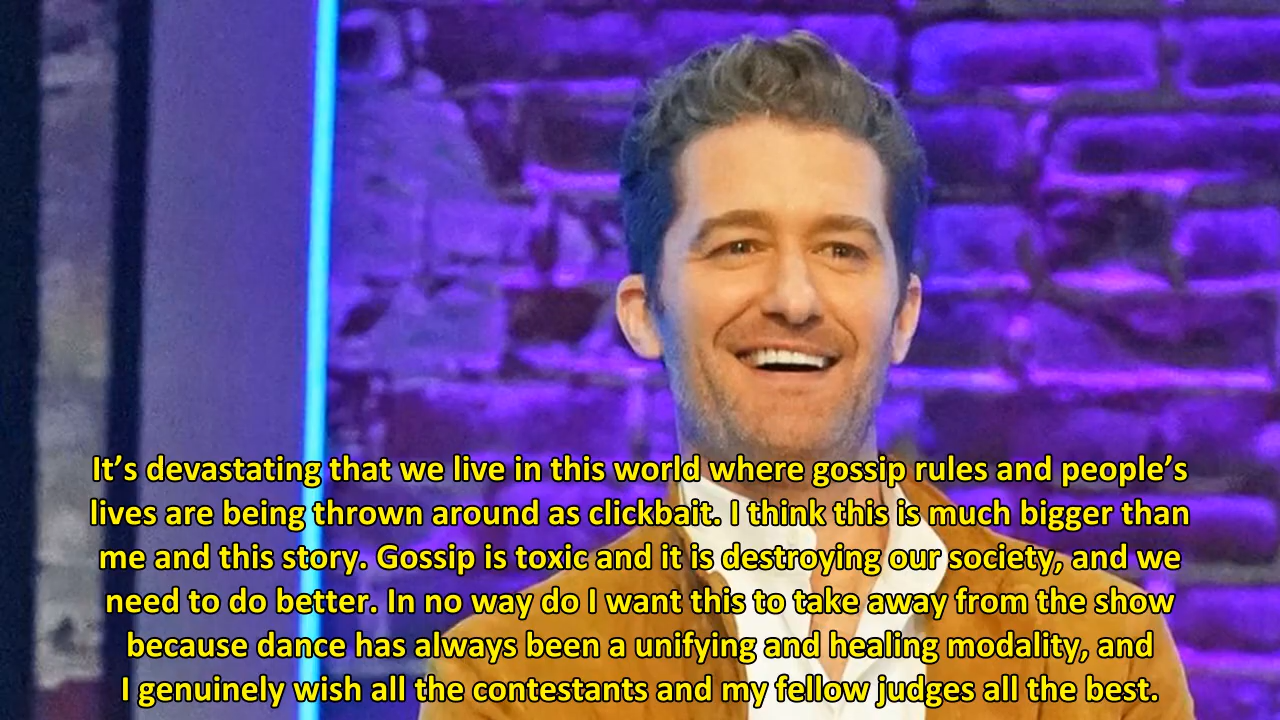 It’s devastating that we live in this world where gossip rules and people’s
lives are being thrown around as clickbait. I think this is much bigger than
me and this story. Gossip is toxic and it is destroying our society, and we
need to do better. In no way do I want this to take away from the show
because dance has always been a unifying and healing modality, and
I genuinely wish all the contestants and my fellow judges all the best.